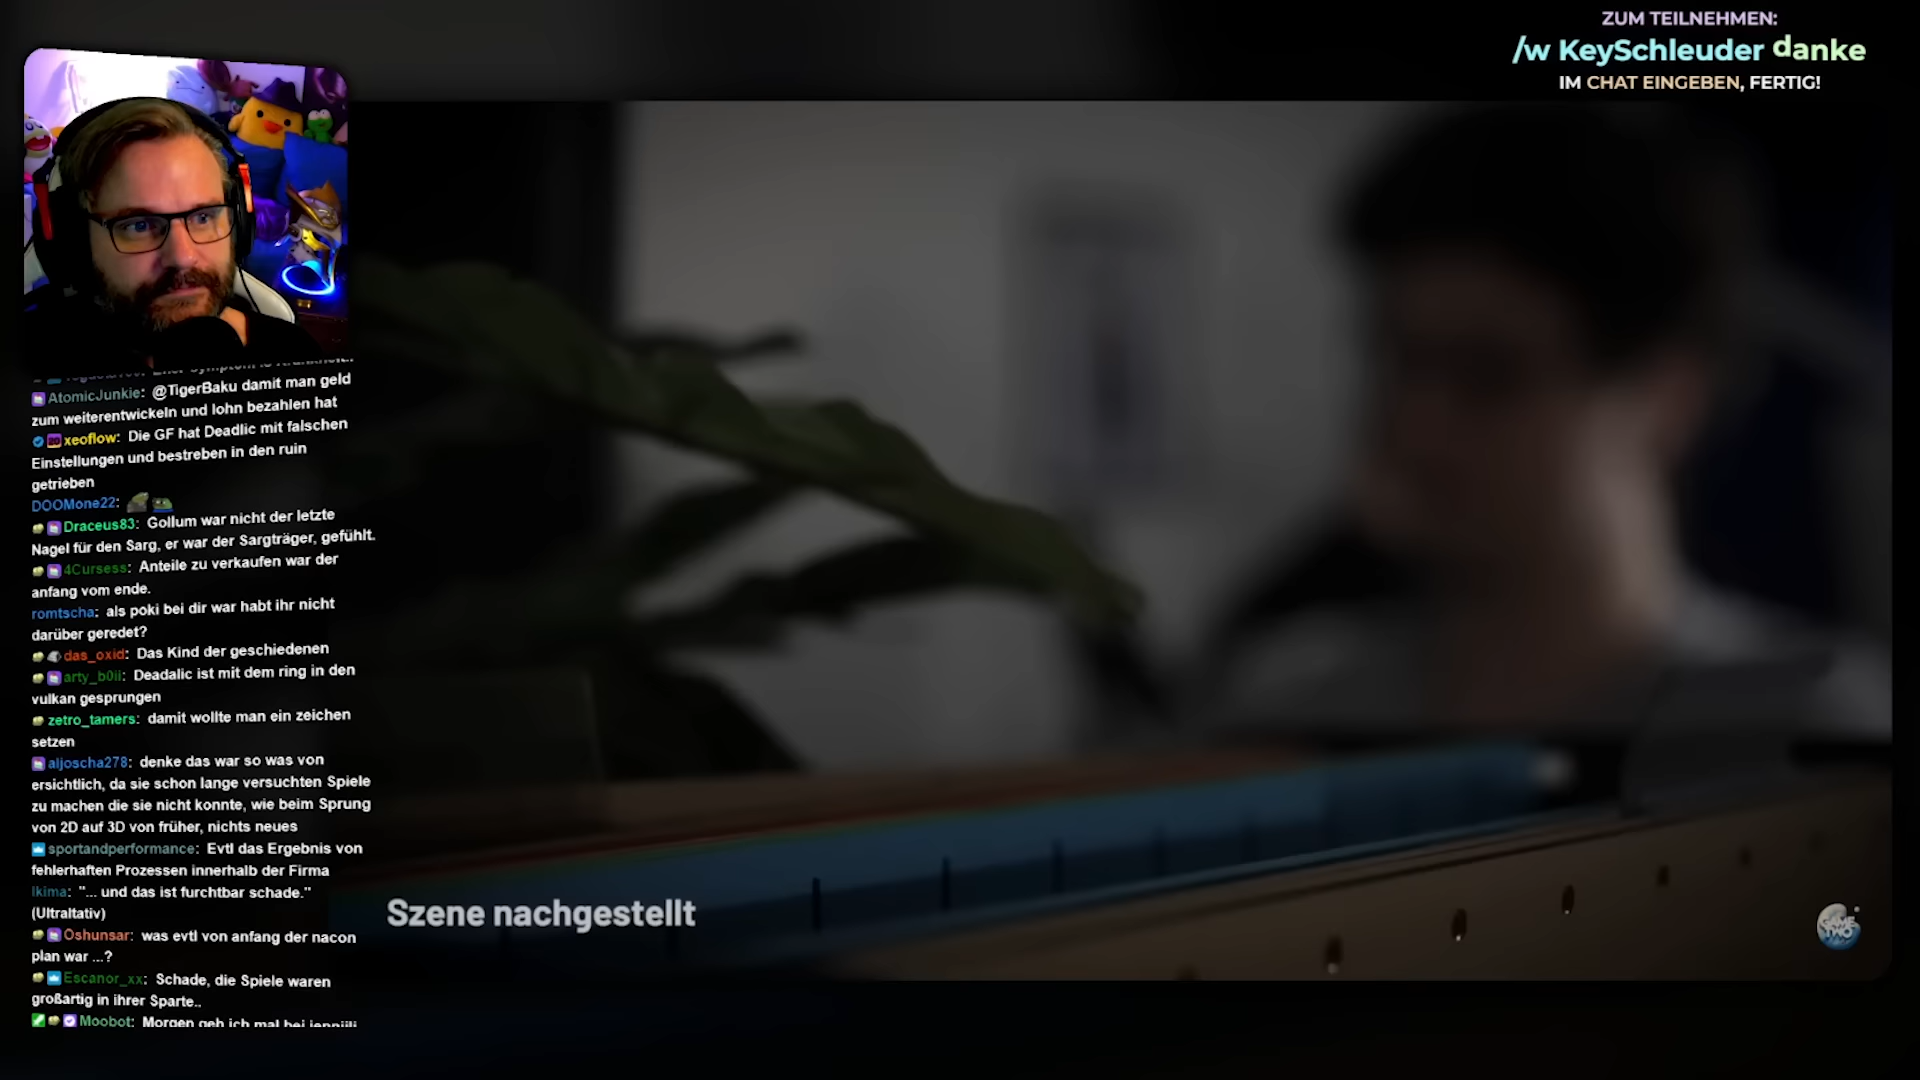 ZUM TEILNEHMEN:
/w KeySchleuder danke
IM CHAT EINGEBEN, FERTIG!
AtomicJunkie: @TigerBaku damit man geld
zum weiterentwickeln und lohn bezahlen hat
xeoflow: Die GF hat Deadlic mit falschen
Einstellungen und bestreben in den ruin
getrieben
DOOMone22:
Draceus83: Gollum war nicht der letzte
Nagel für den Sarg, er war der Sargträger, gefühlt.
4Cursess: Anteile zu verkaufen war der
anfang vom ende.
romtscha: als poki bei dir war habt ihr nicht
darüber geredet?
das_oxid: Das Kind der geschiedenen
arty_b0ii: Deadalic ist mit dem ring in den
vulkan gesprungen
zetro_tamers: damit wollte man ein zeichen
setzen
aljoscha278: denke das war so was von
ersichtlich, da sie schon lange versuchten Spiele
zu machen die sie nicht konnte, wie beim Sprung
von 2D auf 3D von früher, nichts neues
sportandperformance: Evtl das Ergebnis von
fehlerhaften Prozessen innerhalb der Firma
lkima: "... und das ist furchtbar schade."
(Ultraltativ)
Oshunsar: was evtl von anfang der nacon
plan war ...?
Escanor_xx: Schade, die Spiele waren
großartig in ihrer Sparte..
Moobot: Morgen geh ich mal bei
Szene nachgestellt
GAME
TWO